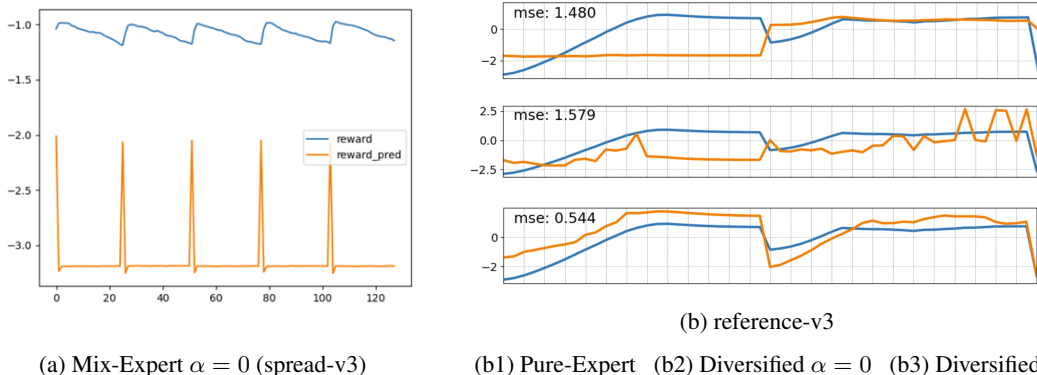 −1.0
−1.5
−2.0
−2.5
−3.0
reward
reward_pred
0
20
40
60
80
100
120
mse: 1.480
0
−2
mse: 1.579
2.5
0.0
−2.5
mse: 0.544
0
−2
(b) reference-v3
(a) Mix-Expert α = 0 (spread-v3)
(b1) Pure-Expert (b2) Diversified α = 0 (b3) Diversified